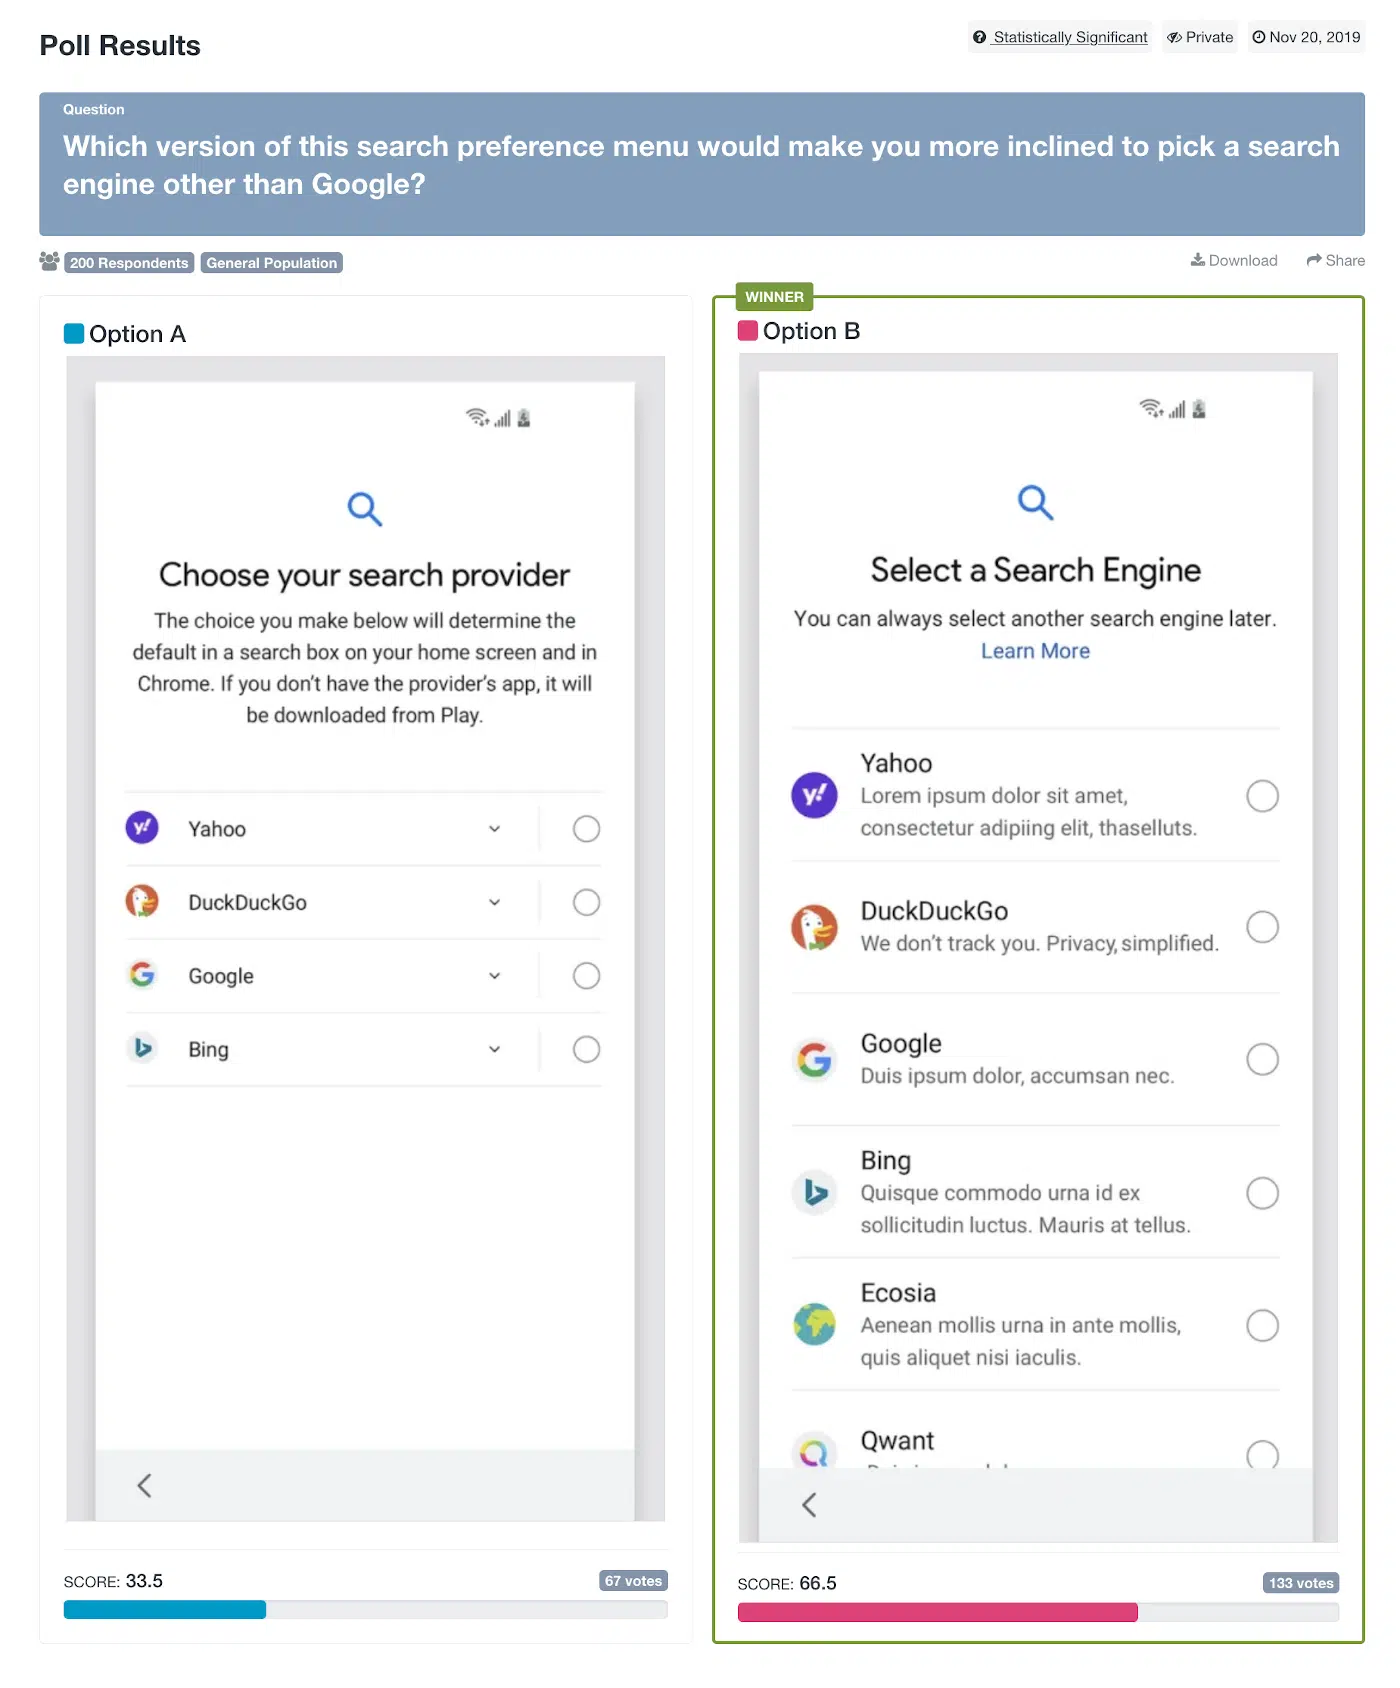 Poll Results
Statistically Significant
Private
Nov 20, 2019
Question
Which version of this search preference menu would make you more inclined to pick a search
engine other than Google?
200 Respondents
General Population
Download
Share
Option A
Choose your search provider
The choice you make below will determine the
default in a search box on your home screen and in
Chrome. If you don't have the provider's app, it will
be downloaded from Play.
Yahoo
DuckDuckGo
Google
Bing
SCORE: 33.5
67 votes
WINNER
Option B
Select a Search Engine
You can always select another search engine later.
Learn More
Yahoo
Lorem ipsum dolor sit amet,
consectetur adipiing elit, thaselluts.
DuckDuckGo
We don't track you. Privacy, simplified.
Google
Duis ipsum dolor, accumsan nec.
Bing
Quisque commodo urna id ex
sollicitudin luctus. Mauris at tellus.
Ecosia
Aenean mollis urna in ante mollis,
quis aliquet nisi iaculis.
Qwant
SCORE: 66.5
133 votes